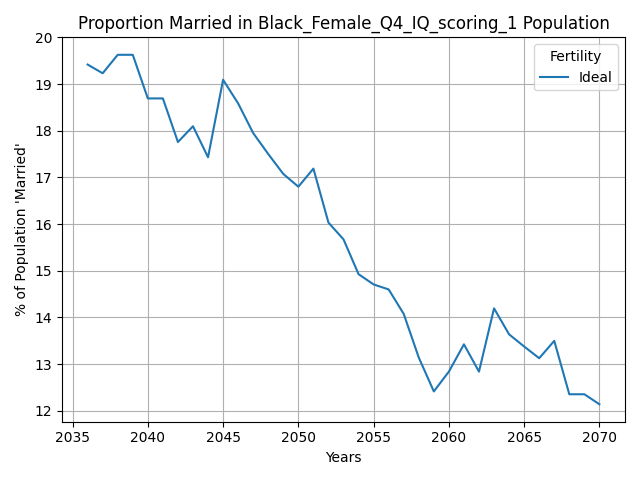 Proportion Married in Black_Female_Q4_IQ_scoring_1 Population
% of Population 'Married'
20
19
18
17
16
15
14
13
12
Fertility
Ideal
2035 2040 2045 2050 2055 2060 2065 2070
Years